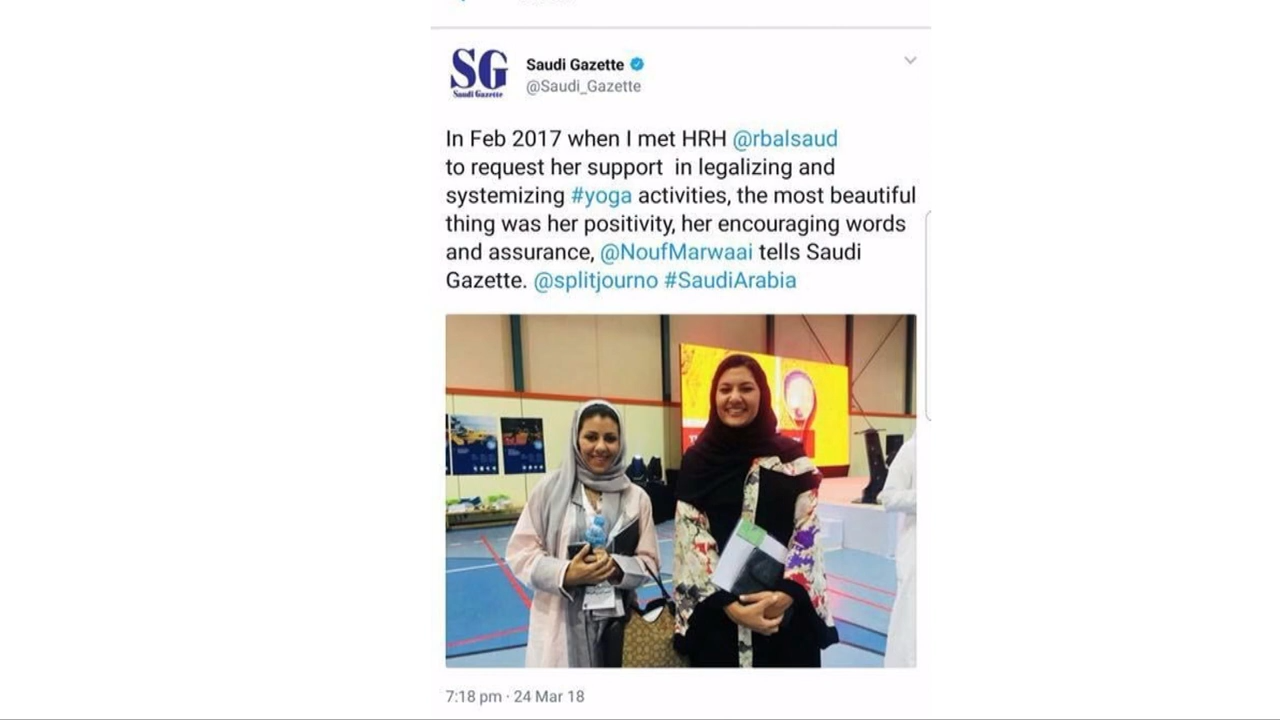 SG
Saudi Gazette
Saudi Gazette
@Saudi_Gazette
In Feb 2017 when I met HRH @rbalsaud
to request her support in legalizing and
systemizing #yoga activities, the most beautiful
thing was her positivity, her encouraging words
and assurance, @NoufMarwaai tells Saudi
Gazette. @splitjourno #SaudiArabia
7:18 pm · 24 Mar 18